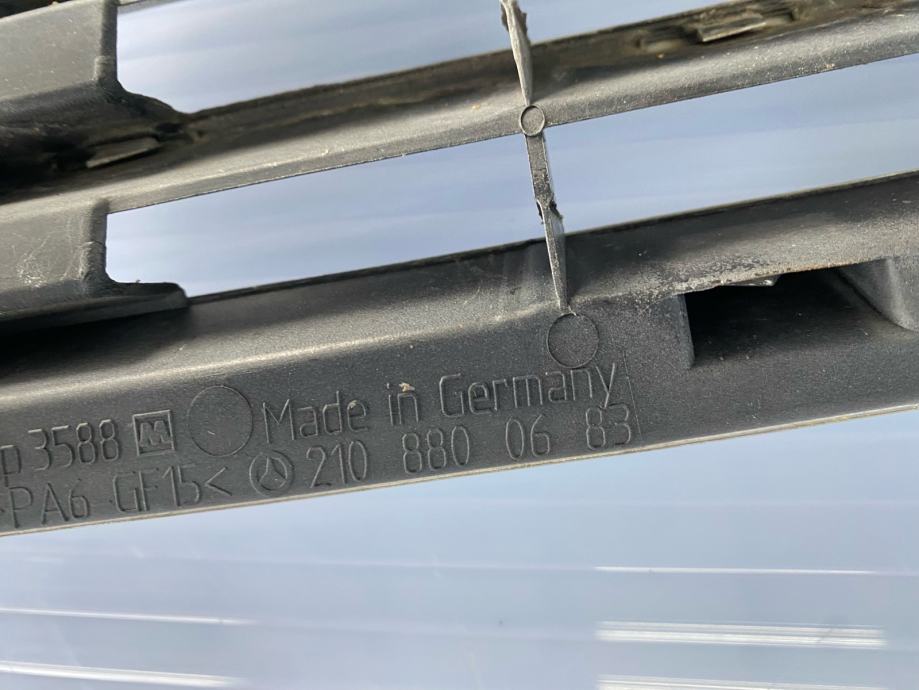 p 3588 M Made in Germany
>PA6 GF15< 210 880 06 83